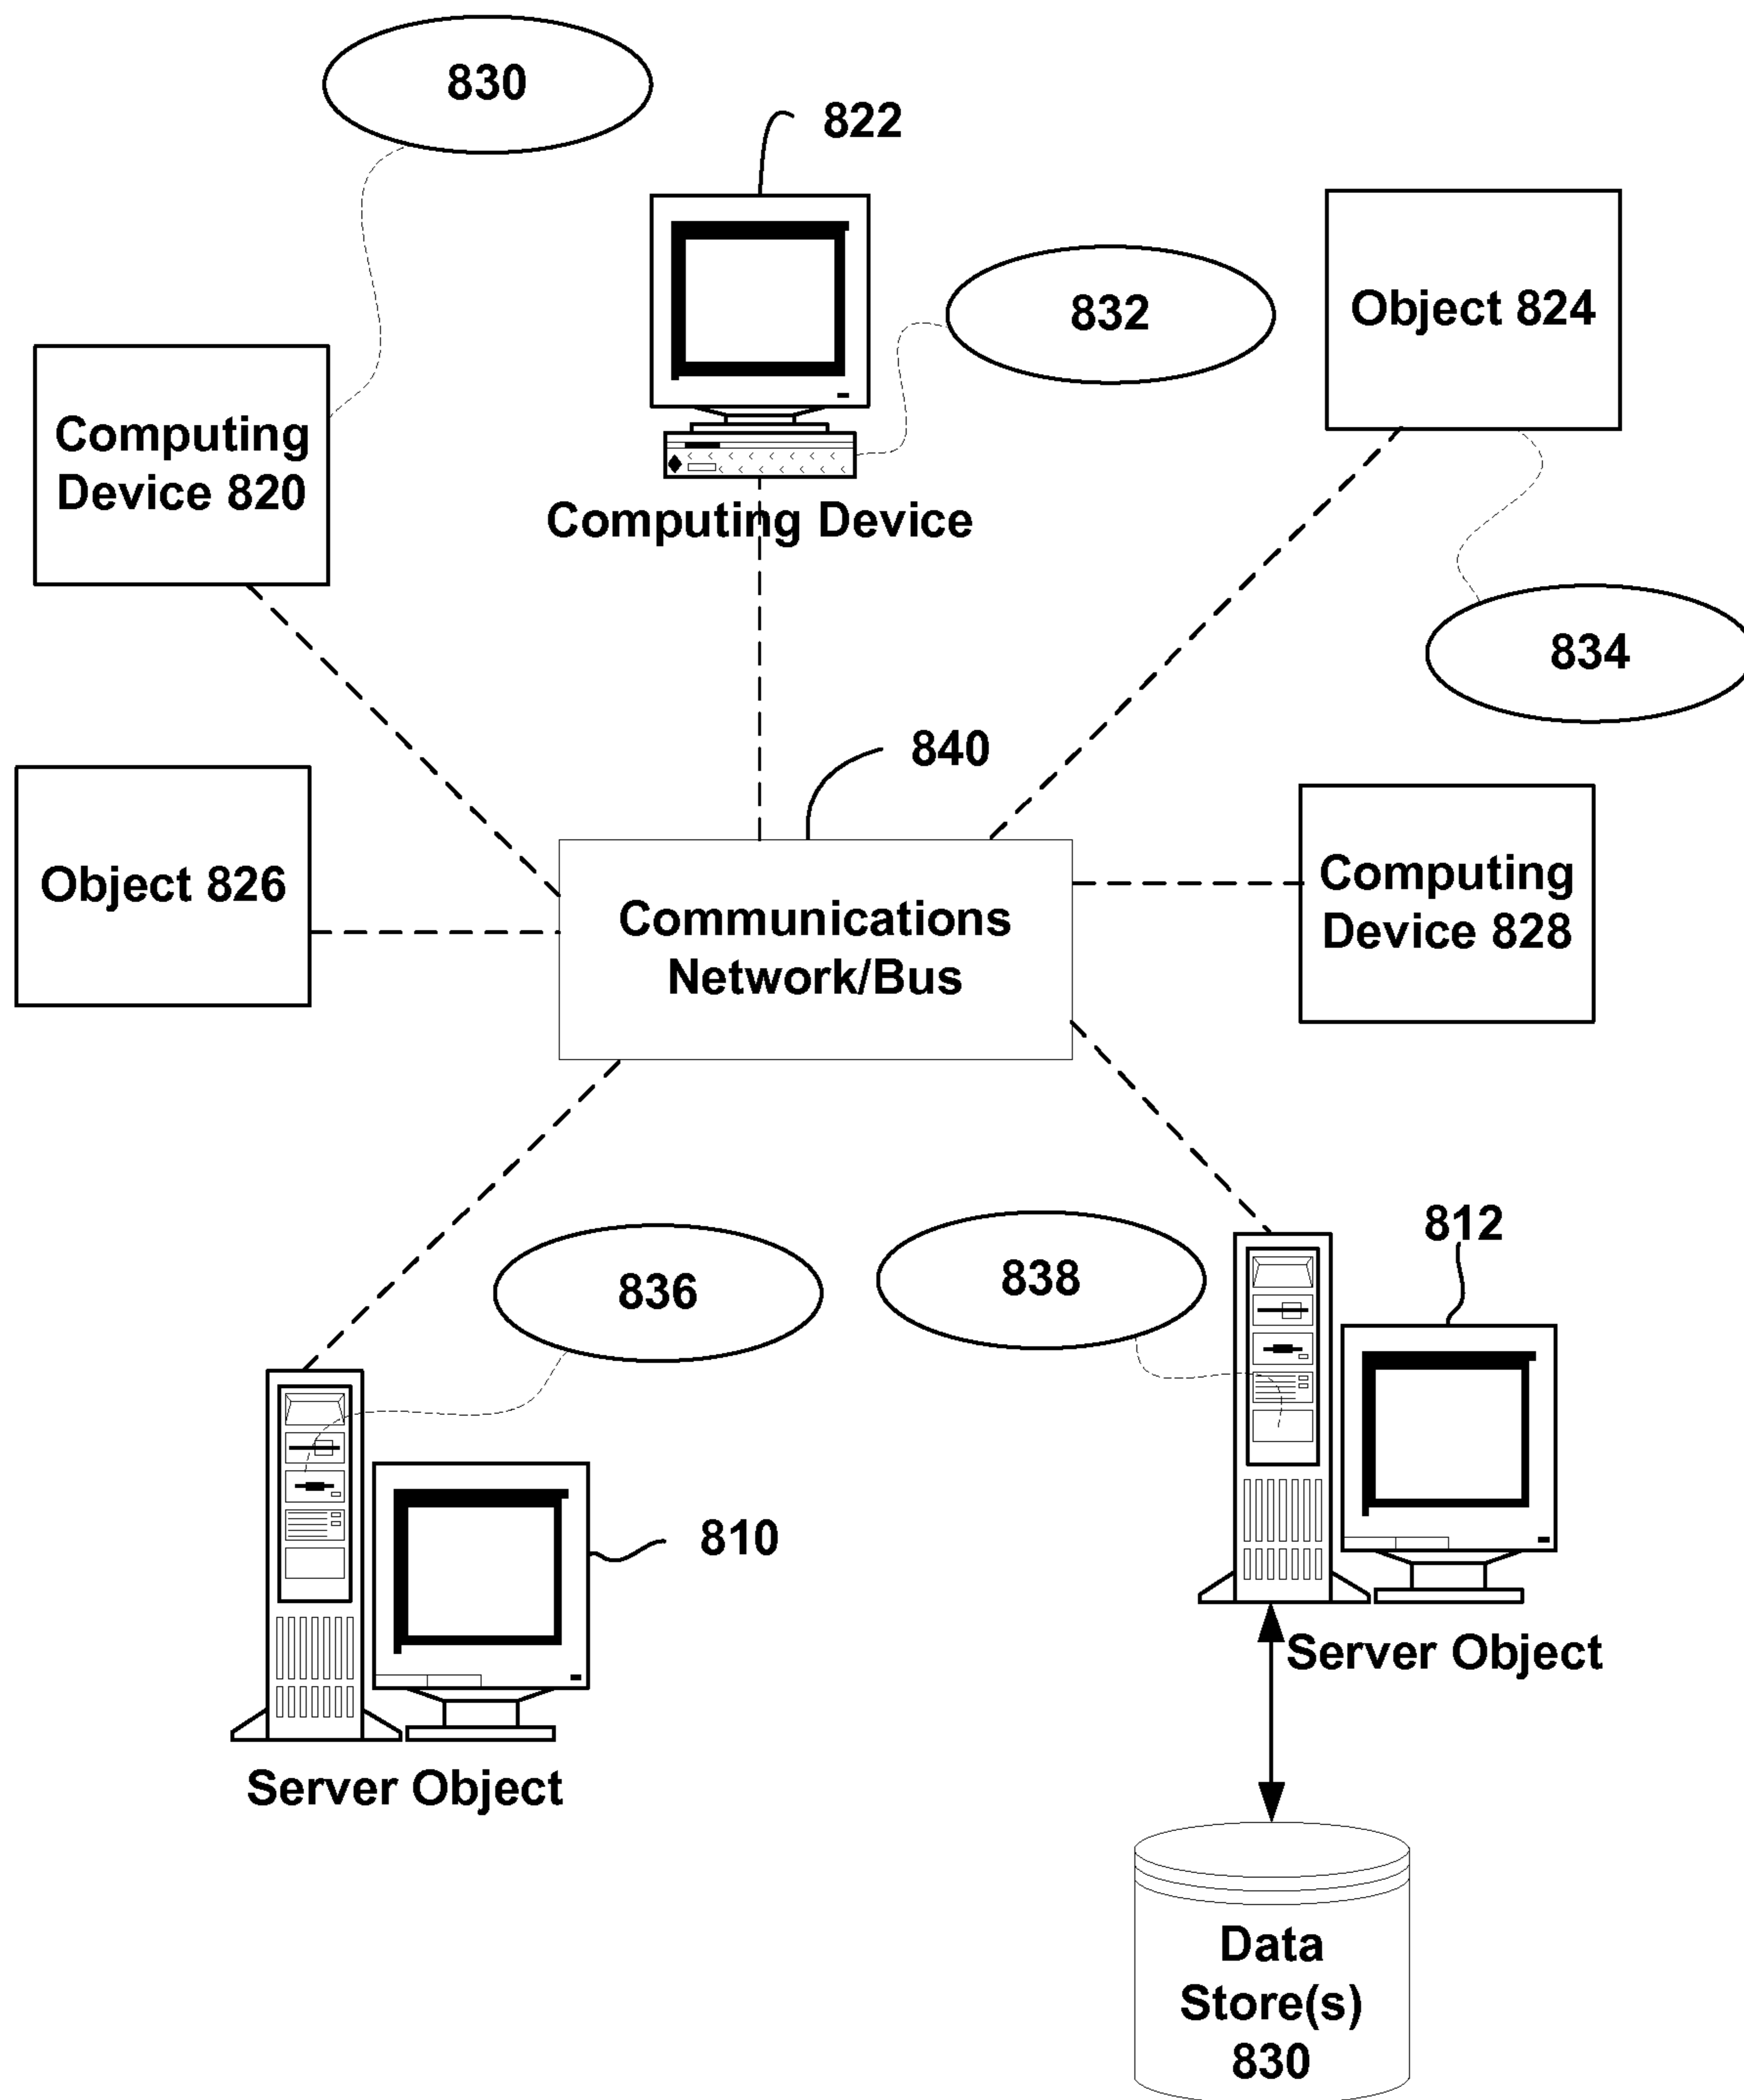 830
822
832
Object 824
Computing
Device 820
Computing Device
834
840
Object 826
Computing
Device 828
Communications
Network/Bus
812
836
838
810
Server Object
Server Object
Data
Store(s)
830